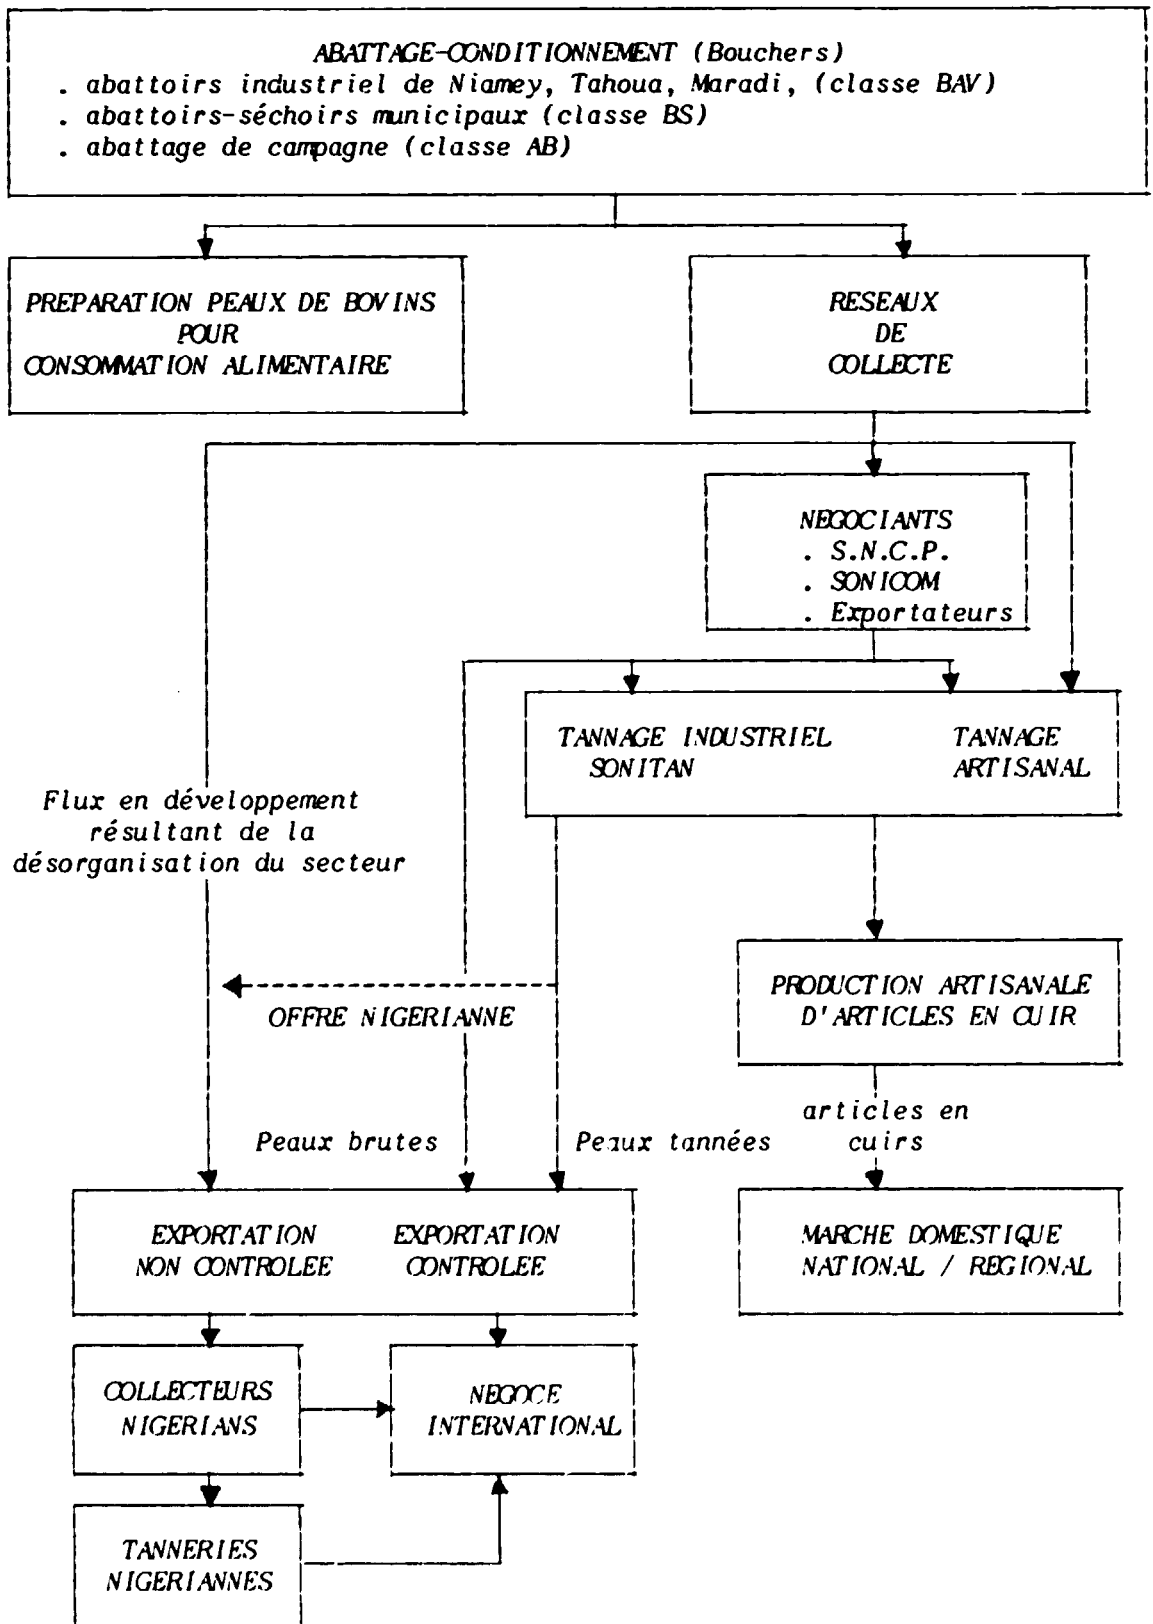 ABATTAGE-CONDITIONNEMENT (Bouchers)
. abattoirs industriel de Niamey, Tahoua, Maradi, (classe BAV)
. abattoirs-séchoirs municipaux (classe BS)
. abattage de campagne (classe AB)
PREPARATION PEAUX DE BOVINS
POUR
CONSOMMATION ALIMENTAIRE
RESEAUX
DE
COLLECTE
NEGOCIANTS
. S.N.C.P.
. SONICOM
. Exportateurs
TANNAGE INDUSTRIEL
SONITAN
TANNAGE
ARTISANAL
Flux en développement
résultant de la
désorganisation du secteur
OFFRE NIGERIANNE
PRODUCTION ARTISANALE
D'ARTICLES EN CUIR
articles en
cuirs
Peaux brutes
Peaux tannées
EXPORTATION
NON CONTROLEE
EXPORTATION
CONTROLEE
MARCHE DOMESTIQUE
NATIONAL / REGIONAL
COLLECTEURS
NIGERIANS
NEGOCE
INTERNATIONAL
TANNERIES
NIGERIANNES